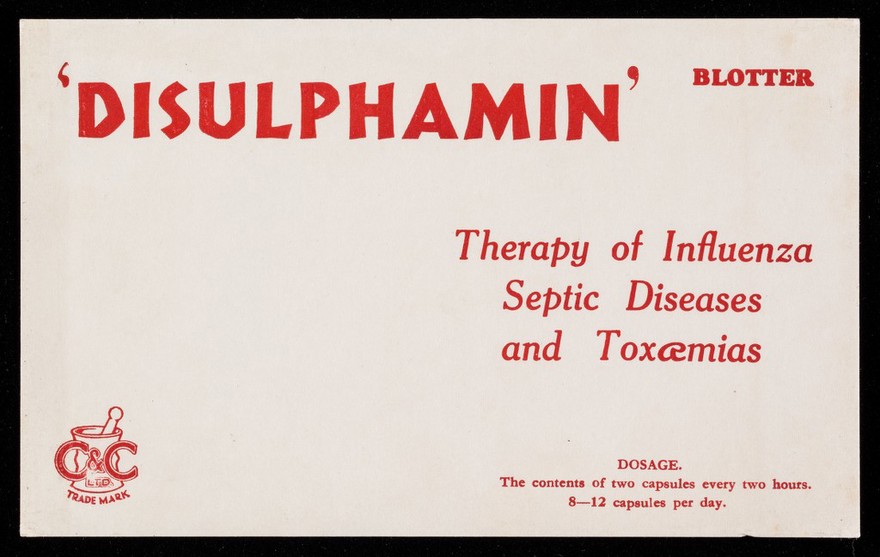 ‘DISULPHAMIN’
BLOTTER
Therapy of Influenza
Septic Diseases
and Toxæmias
C&C
LTD
TRADE MARK
DOSAGE.
The contents of two capsules every two hours.
8—12 capsules per day.